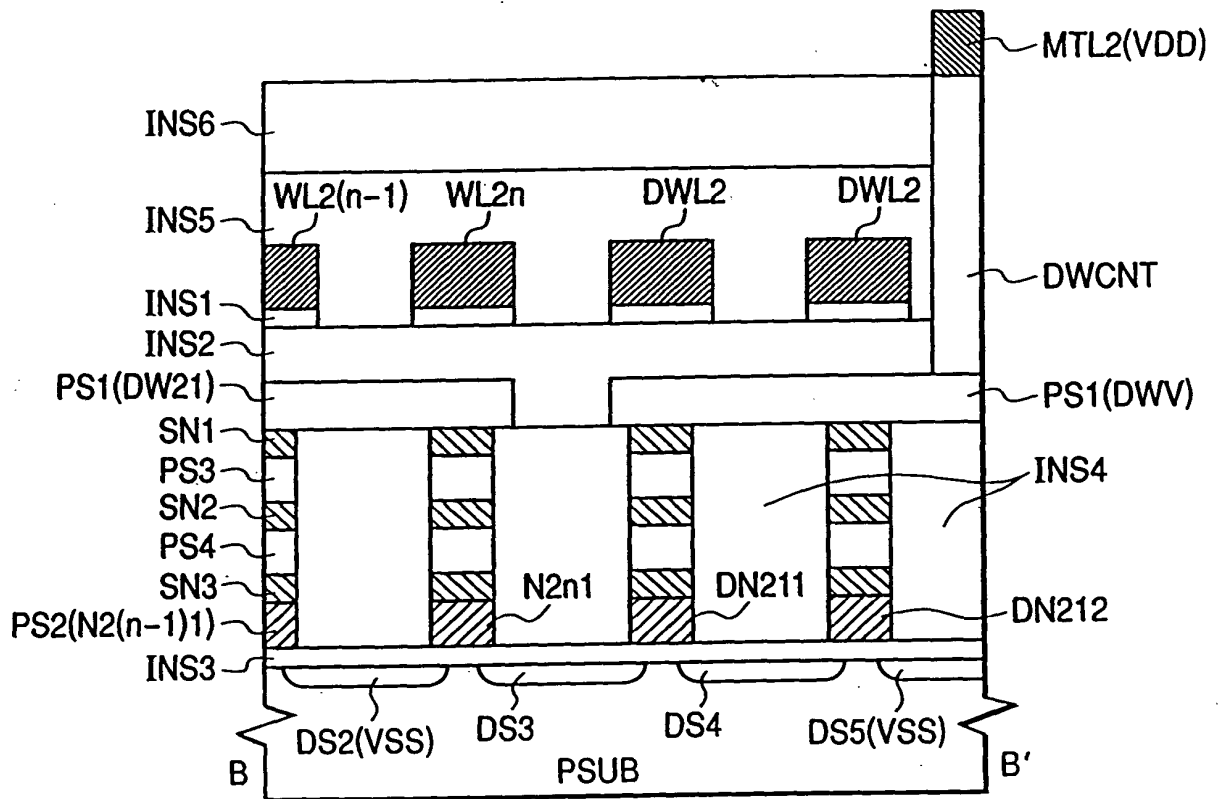 MTL2(VDD)
INS6
WL2(n-1)
WL2n
DWL2
DWL2
INS5
DWCNT
INS1
INS2
PS1(DW21)
PS1(DWV)
SN1
PS3
INS4
SN2
PS4
SN3
N2n1
DN211
PS2(N2(n-1)1)
DN212
INS3
DS2(VSS)
DS3
DS4
DS5(VSS)
B
PSUB
B'